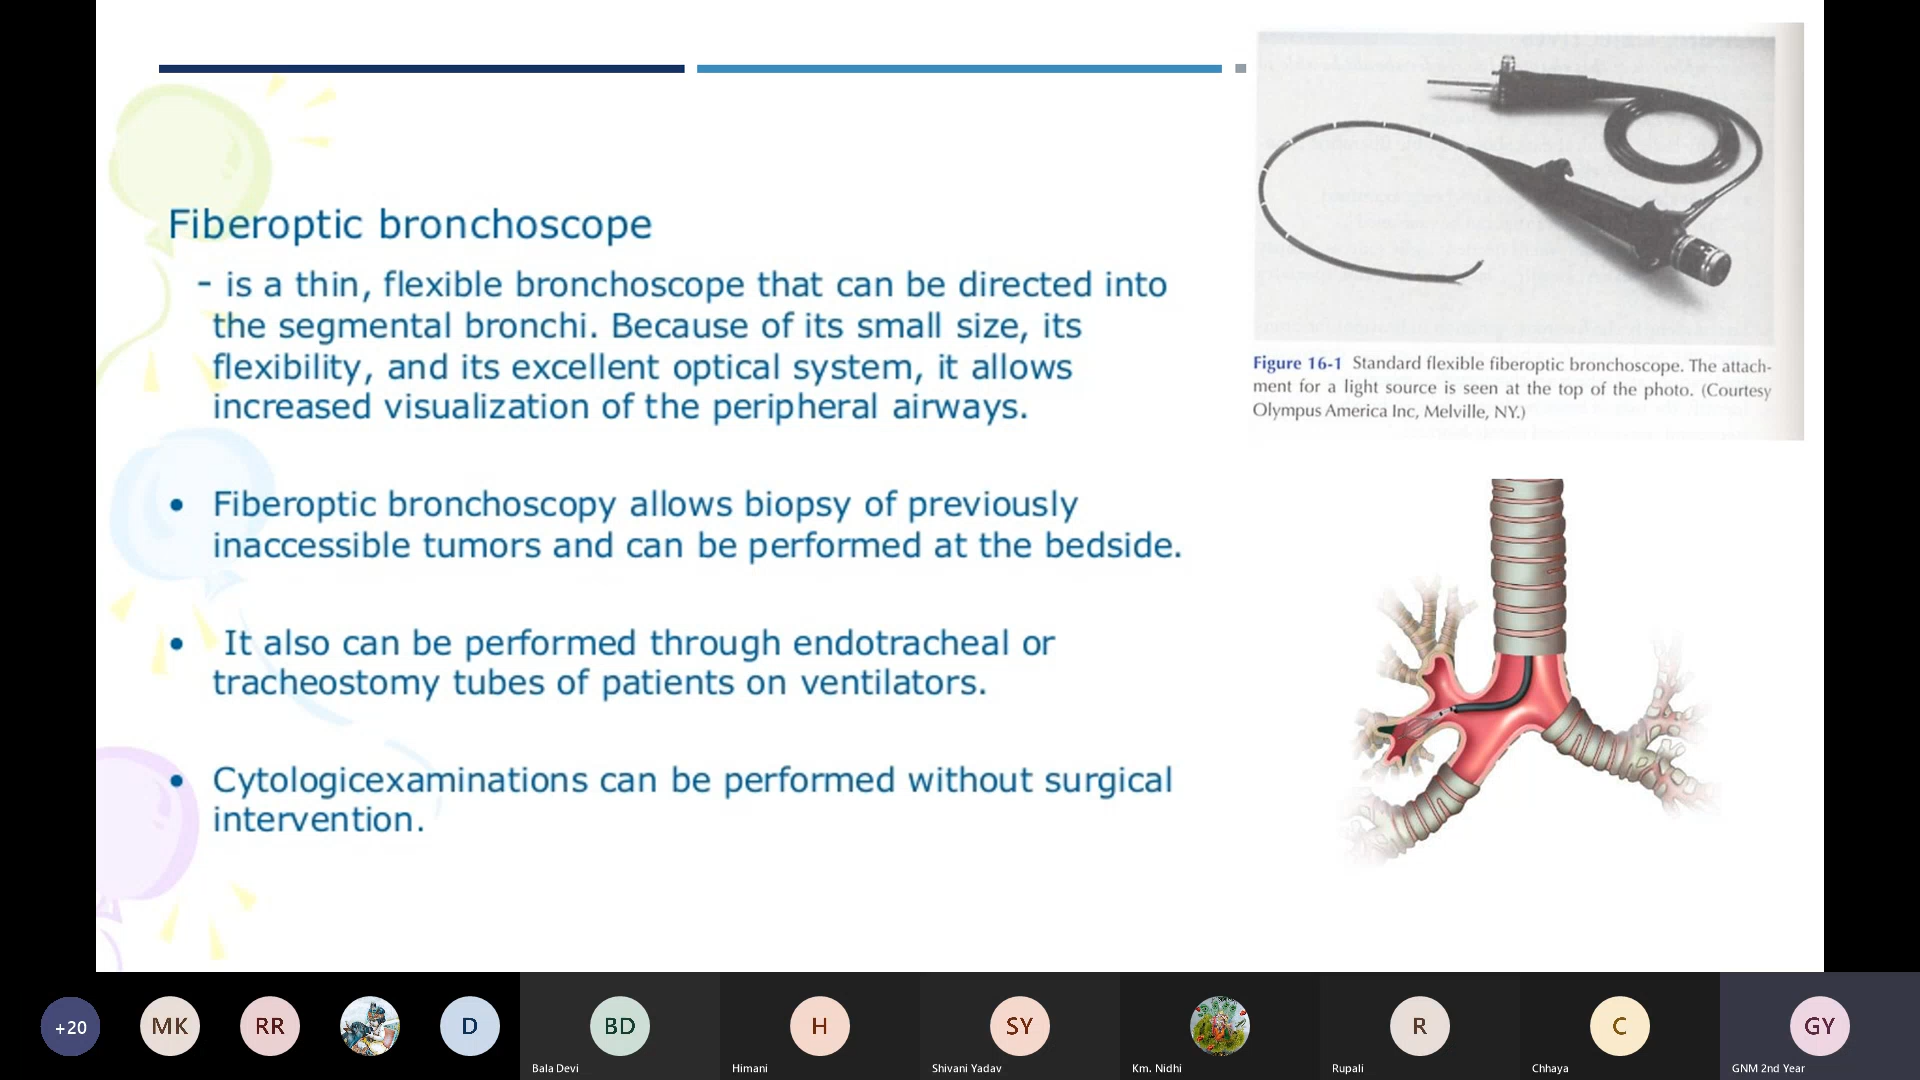 Fiberoptic bronchoscope
- is a thin, flexible bronchoscope that can be directed into
the segmental bronchi. Because of its small size, its
flexibility, and its excellent optical system, it allows
increased visualization of the peripheral airways.
• Fiberoptic bronchoscopy allows biopsy of previously
inaccessible tumors and can be performed at the bedside.
• It also can be performed through endotracheal or
tracheostomy tubes of patients on ventilators.
• Cytologicexaminations can be performed without surgical
intervention.
Figure 16-1 Standard flexible fiberoptic bronchoscope. The attach-
ment for a light source is seen at the top of the photo. (Courtesy
Olympus America Inc, Melville, NY.)
+20
MK
RR
D
BD
Bala Devi
H
Himani
SY
Shivani Yadav
Km. Nidhi
R
Rupali
C
Chhaya
GY
GNM 2nd Year